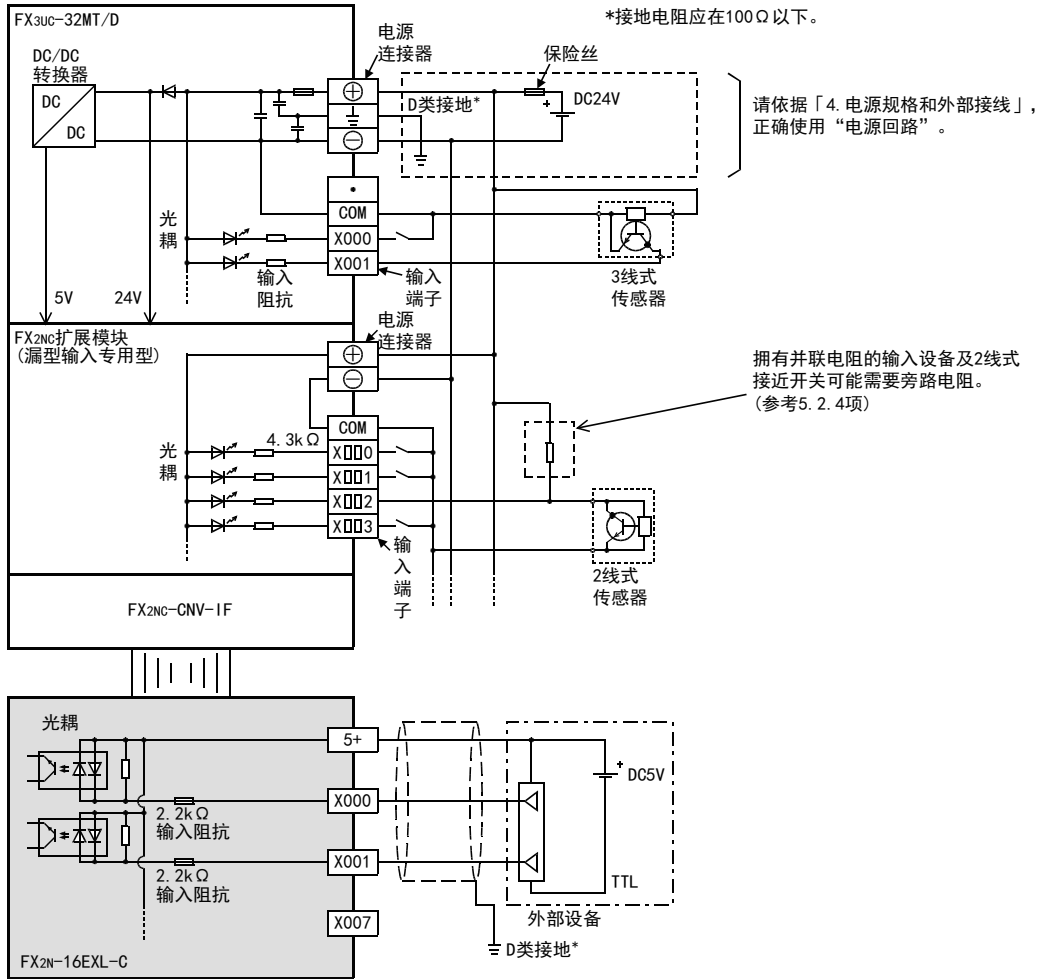 FX3UC-32MT/D
*接地电阻应在100Ω以下。
电源
连接器
保险丝
DC/DC
转换器
DC
DC
⊕
⊖
D类接地*
+
DC24V
请依据「4.电源规格和外部接线」,
正确使用“电源回路”。
•
COM
X000
X001
光
耦
输入
阻抗
输入
端子
3线式
传感器
5V
24V
FX2NC扩展模块
(漏型输入专用型)
电源
连接器
⊕
⊖
COM
X▯▯0
X▯▯1
X▯▯2
X▯▯3
光
耦
4.3kΩ
输
入
端
子
拥有并联电阻的输入设备及2线式
接近开关可能需要旁路电阻。
(参考5.2.4项)
2线式
传感器
FX2NC-CNV-IF
光耦
5+
X000
2.2kΩ
输入阻抗
X001
2.2kΩ
输入阻抗
X007
+
DC5V
TTL
外部设备
D类接地*
FX2N-16EXL-C